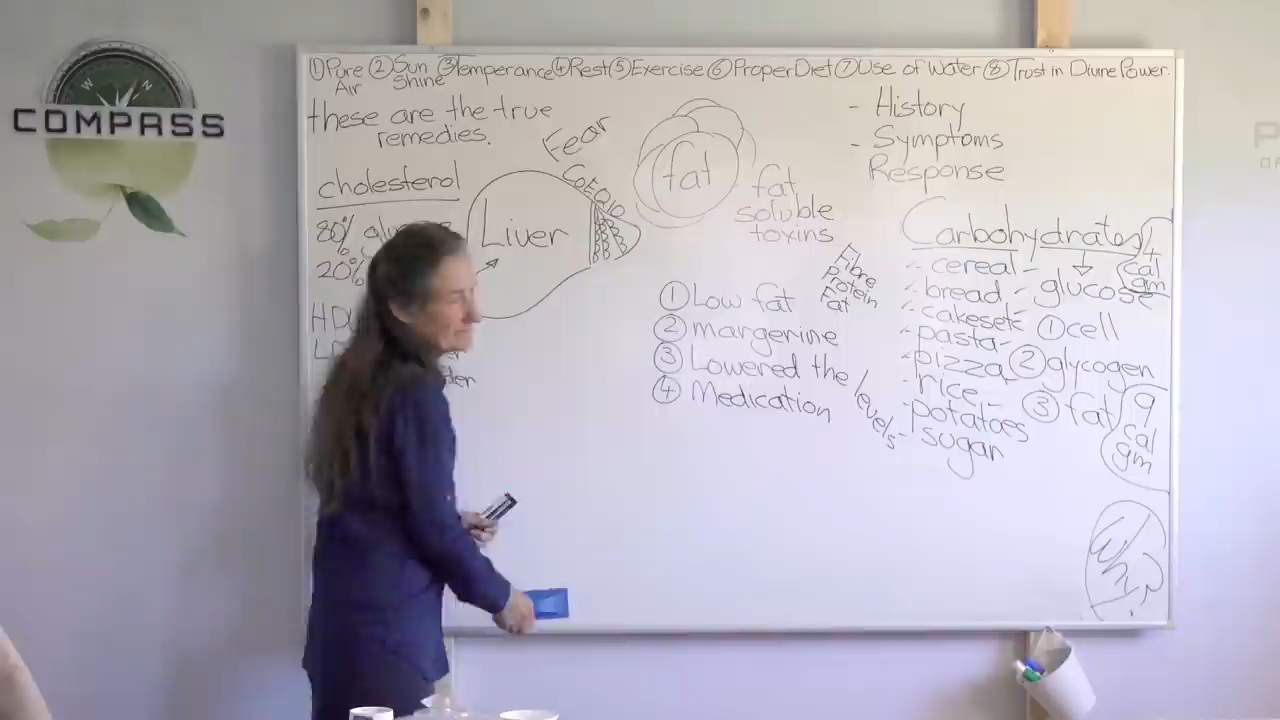 COMPASS
W N
①Pure Air ②Sun Shine ③Temperance ④Rest ⑤Exercise ⑥Proper Diet ⑦Use of Water ⑧Trust in Divine Power.
these are the true
remedies.
cholesterol
80%
20%
HDL
Liver
Fear
CoEQ10
fat
fat
soluble
toxins
① Low fat
② margerine
③ Lowered the levels
④ Medication
- History
- Symptoms
Response
Fibre
Protein
Fat
Carbohydrates
- cereal -
- bread -
- cakes etc
- pasta -
- pizza
- rice -
- potatoes
- sugar
glucose
4
cal
gm
① cell
② glycogen
③ fat
9
cal
gm
Why?